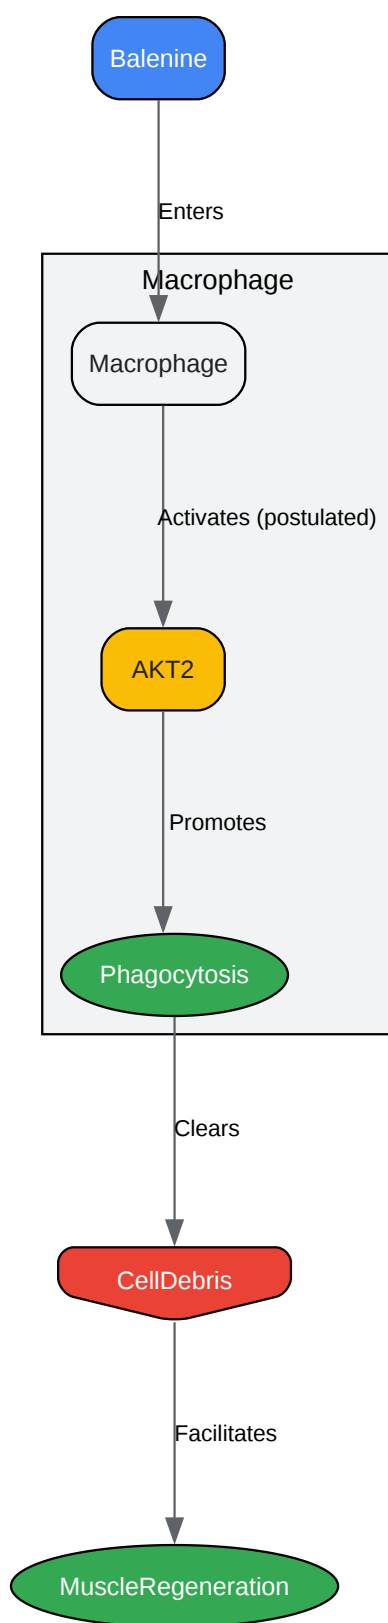 Balenine
Enters
Macrophage
Macrophage
Activates (postulated)
AKT2
Promotes
Phagocytosis
Clears
CellDebris
Facilitates
MuscleRegeneration